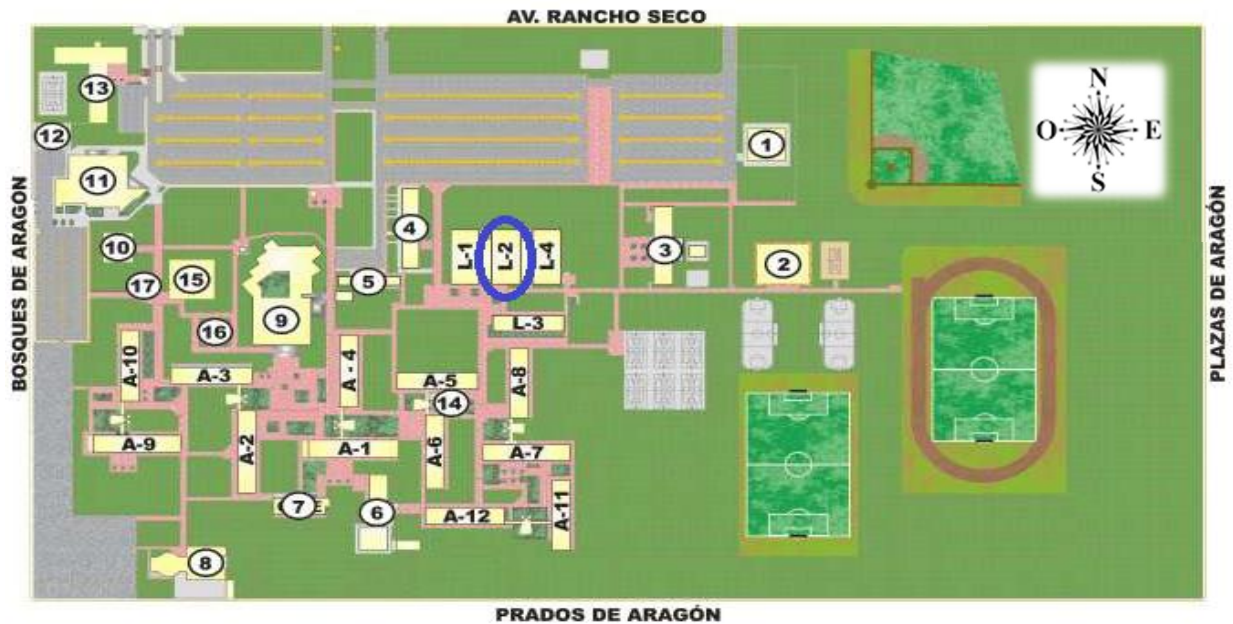 AV. RANCHO SECO
N
O E
S
13
12
11
1
4
L-1
L-2
L-4
3
2
10
15
5
17
9
16
L-3
A-10
A-3
A-4
A-5
A-8
14
A-9
A-2
A-1
A-6
A-7
7
6
A-12
A-11
8
BOSQUES DE ARAGON
PLAZAS DE ARAGÓN
PRADOS DE ARAGÓN